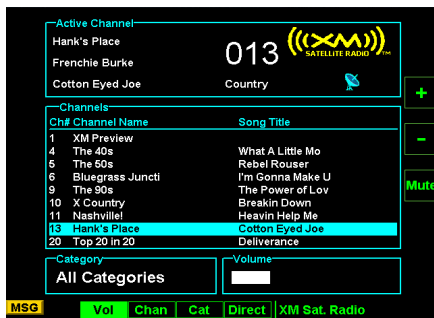 Active Channel
Hank's Place
Frenchie Burke
Cotton Eyed Joe
013
Country
((XM))
SATELLITE RADIO TM
Channels
Ch# Channel Name Song Title
1 XM Preview
4 The 40s What A Little Mo
5 The 50s Rebel Rouser
6 Bluegrass Juncti I'm Gonna Make U
9 The 90s The Power of Lov
10 X Country Breakin Down
11 Nashville! Heavin Help Me
13 Hank's Place Cotton Eyed Joe
20 Top 20 in 20 Deliverance
Category
All Categories
Volume
+
-
Mute
MSG Vol Chan Cat Direct XM Sat. Radio